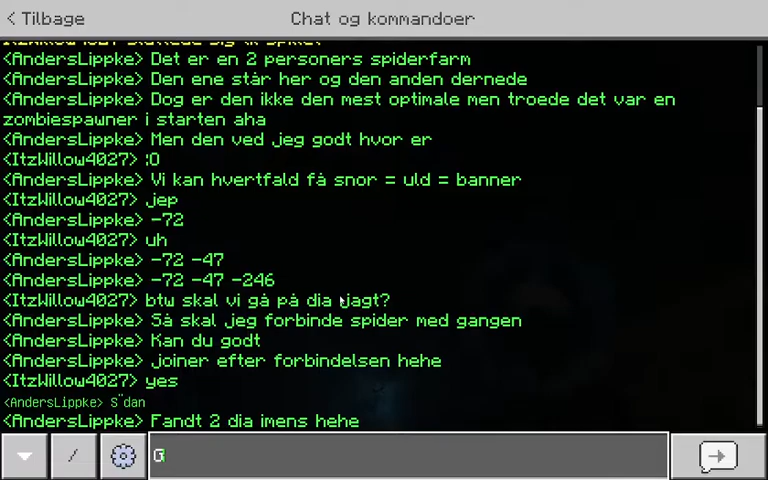 < Tilbage
Chat og kommandoer
<AndersLippke> Det er en 2 personers spiderfarm
<AndersLippke> Den ene står her og den anden dernede
<AndersLippke> Dog er den ikke den mest optimale men troede det var en
zombiespawner i starten aha
<AndersLippke> Men den ved jeg godt hvor er
<ItzWillow4027> :O
<AndersLippke> Vi kan hvertfald få snor = uld = banner
<ItzWillow4027> jep
<AndersLippke> -72
<ItzWillow4027> uh
<AndersLippke> -72 -47
<AndersLippke> -72 -47 -246
<ItzWillow4027> btw skal vi gå på dia jagt?
<AndersLippke> Så skal jeg forbinde spider med gangen
<AndersLippke> Kan du godt
<AndersLippke> joiner efter forbindelsen hehe
<ItzWillow4027> yes
<AndersLippke> S¨dan
<AndersLippke> Fandt 2 dia imens hehe
/
G